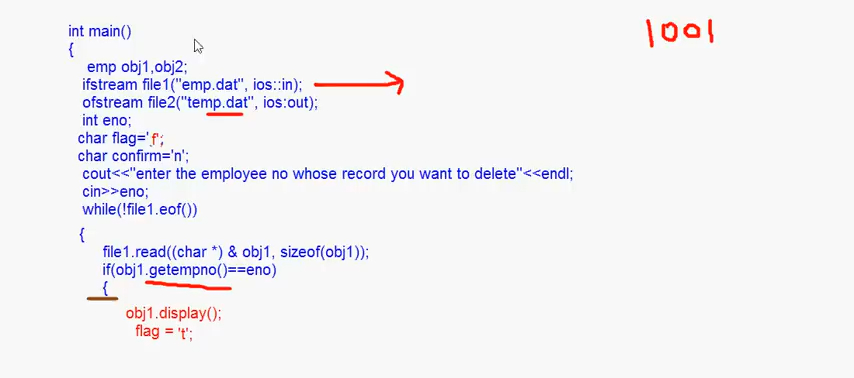 int main() 1001
{
emp obj1,obj2;
ifstream file1("emp.dat", ios::in);
ofstream file2("temp.dat", ios:out);
int eno;
char flag='f';
char confirm='n';
cout<<"enter the employee no whose record you want to delete"<<endl;
cin>>eno;
while(!file1.eof())
{
file1.read((char *) & obj1, sizeof(obj1));
if(obj1.getempno()==eno)
{
obj1.display();
flag = 't';